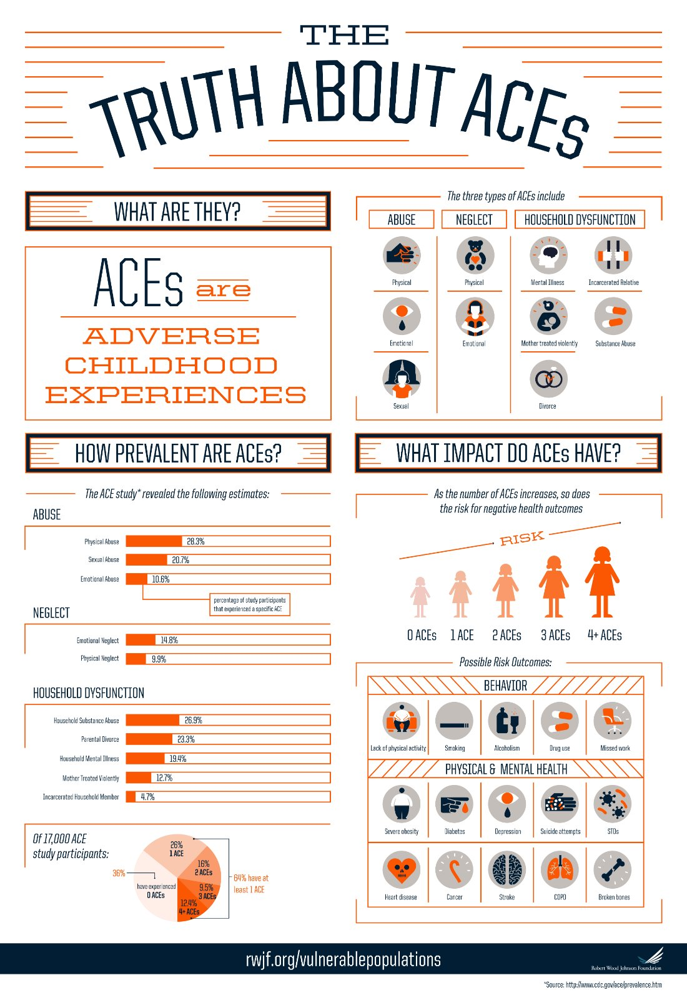 THE
TRUTH ABOUT ACEs
WHAT ARE THEY?
ACEs are
ADVERSE
CHILDHOOD
EXPERIENCES
The three types of ACEs include
ABUSE
NEGLECT
HOUSEHOLD DYSFUNCTION
Physical
Physical
Mental Illness
Incarcerated Relative
Emotional
Emotional
Mother treated violently
Substance Abuse
Sexual
Divorce
HOW PREVALENT ARE ACEs?
The ACE study* revealed the following estimates:
ABUSE
Physical Abuse 28.3%
Sexual Abuse 20.7%
Emotional Abuse 10.6%
percentage of study participants
that experienced a specific ACE
NEGLECT
Emotional Neglect 14.8%
Physical Neglect 9.9%
HOUSEHOLD DYSFUNCTION
Household Substance Abuse 26.9%
Parental Divorce 23.3%
Household Mental Illness 19.4%
Mother Treated Violently 12.7%
Incarcerated Household Member 4.7%
Of 17,000 ACE
study participants:
36%
have experienced
0 ACEs
26%
1 ACE
16%
2 ACEs
9.5%
3 ACEs
12.4%
4+ ACEs
64% have at
least 1 ACE
WHAT IMPACT DO ACEs HAVE?
As the number of ACEs increases, so does
the risk for negative health outcomes
RISK
0 ACEs
1 ACE
2 ACEs
3 ACEs
4+ ACEs
Possible Risk Outcomes:
BEHAVIOR
Lack of physical activity
Smoking
Alcoholism
Drug use
Missed work
PHYSICAL & MENTAL HEALTH
Severe obesity
Diabetes
Depression
Suicide attempts
STDs
Heart disease
Cancer
Stroke
COPD
Broken bones
rwjf.org/vulnerablepopulations
Robert Wood Johnson Foundation
*Source: http://www.cdc.gov/ace/prevalence.htm